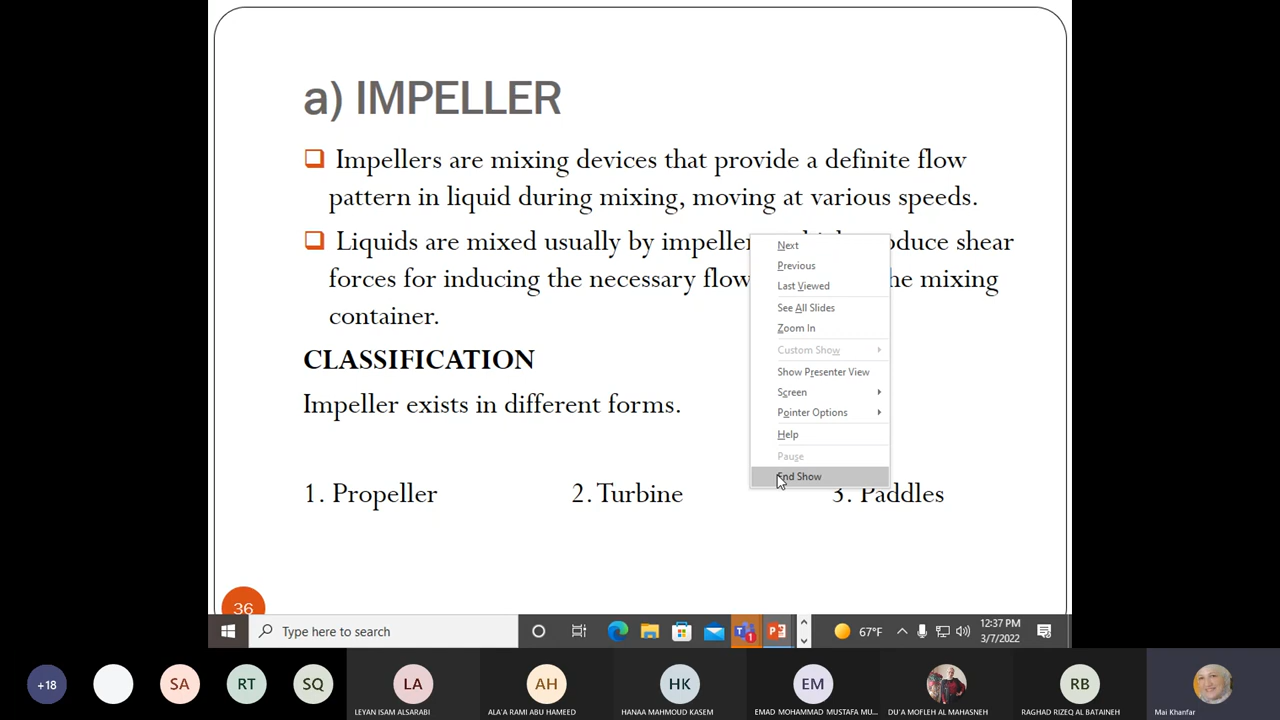 a) IMPELLER
Impellers are mixing devices that provide a definite flow
pattern in liquid during mixing, moving at various speeds.
Liquids are mixed usually by impeller oduce shear
forces for inducing the necessary flow he mixing
container.
CLASSIFICATION
Impeller exists in different forms.
1. Propeller 2. Turbine 3. Paddles
Next
Previous
Last Viewed
See All Slides
Zoom In
Custom Show
Show Presenter View
Screen
Pointer Options
Help
Pause
End Show
36
Type here to search
1
67°F
12:37 PM
3/7/2022
+18
SA
RT
SQ
LA
AH
HK
EM
RB
LEYAN ISAM ALSARABI
ALA'A RAMI ABU HAMEED
HANAA MAHMOUD KASEM
EMAD MOHAMMAD MUSTAFA MU...
DU'A MOFLEH AL MAHASNEH
RAGHAD RIZEQ AL BATAINEH
Mai Khanfar